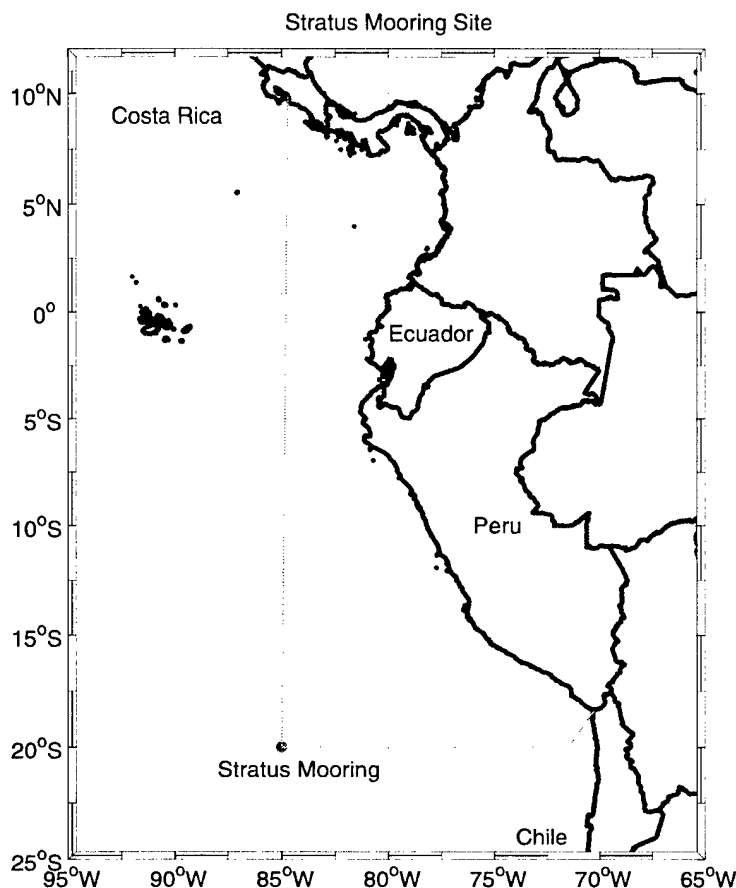 Stratus Mooring Site
10°N
Costa Rica
5°N
0°
Ecuador
5°S
10°S
Peru
15°S
20°S
Stratus Mooring
Chile
25°S
95°W 90°W 85°W 80°W 75°W 70°W 65°W